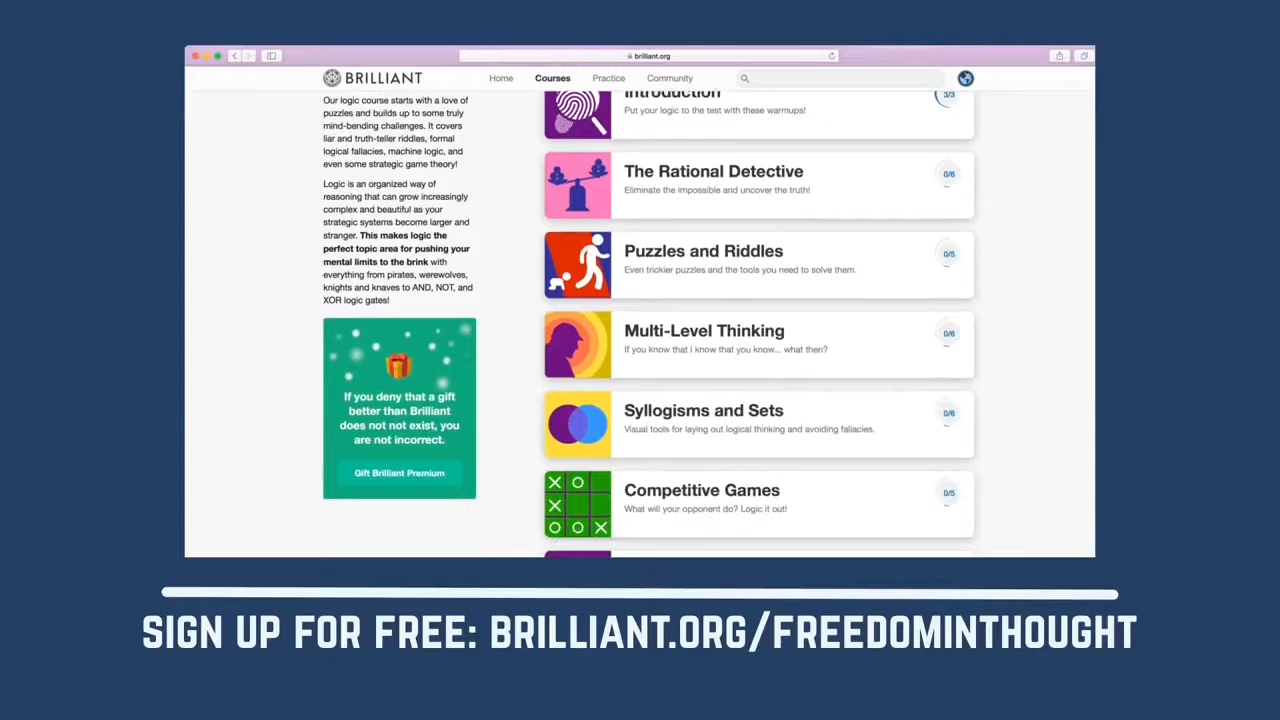 brilliant.org
BRILLIANT
Home Courses Practice Community
Our logic course starts with a love of
puzzles and builds up to some truly
mind-bending challenges. It covers
liar and truth-teller riddles, formal
logical fallacies, machine logic, and
even some strategic game theory!
Logic is an organized way of
reasoning that can grow increasingly
complex and beautiful as your
strategic systems become larger and
stranger. This makes logic the
perfect topic area for pushing your
mental limits to the brink with
everything from pirates, werewolves,
knights and knaves to AND, NOT, and
XOR logic gates!
If you deny that a gift
better than Brilliant
does not not exist, you
are not incorrect.
Gift Brilliant Premium
Introduction
3/3
Put your logic to the test with these warmups!
The Rational Detective
0/6
Eliminate the impossible and uncover the truth!
Puzzles and Riddles
0/5
Even trickier puzzles and the tools you need to solve them.
Multi-Level Thinking
0/6
If you know that I know that you know... what then?
Syllogisms and Sets
0/6
Visual tools for laying out logical thinking and avoiding fallacies.
Competitive Games
0/5
What will your opponent do? Logic it out!
X O
X
O O X
SIGN UP FOR FREE: BRILLIANT.ORG/FREEDOMINTHOUGHT